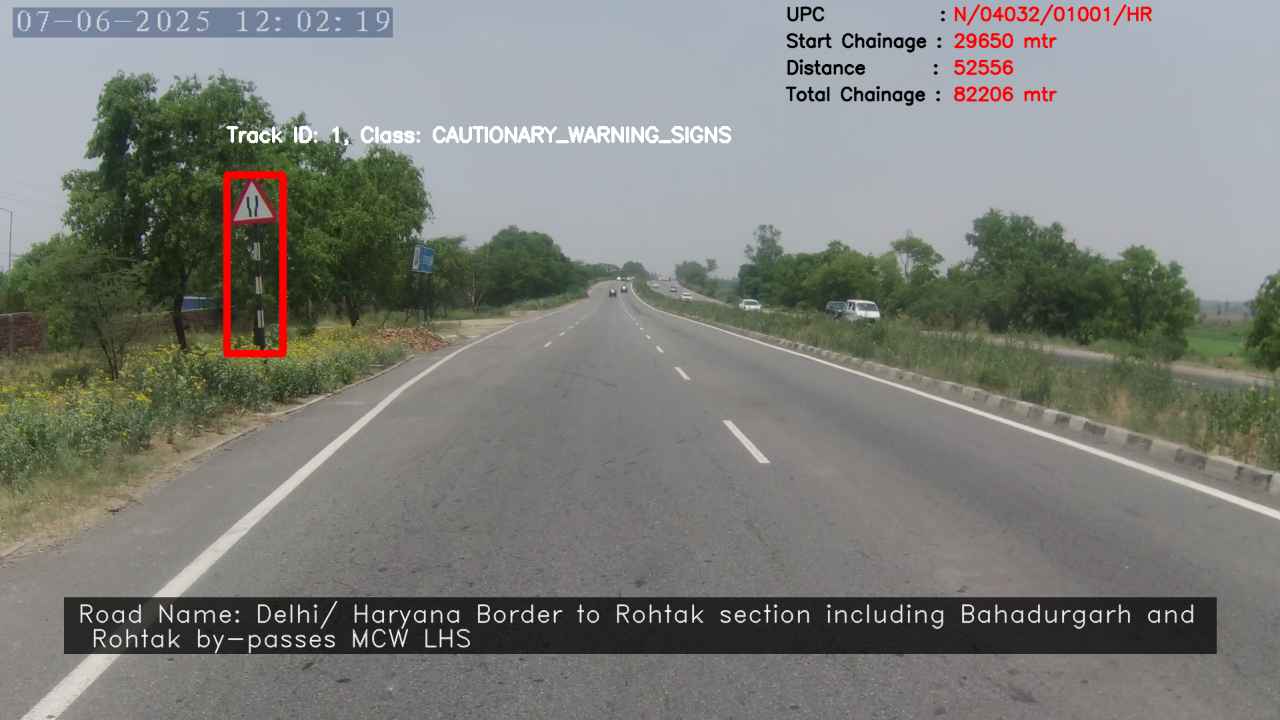 07-06-2025 12:02:19
UPC : N/04032/01001/HR
Start Chainage : 29650 mtr
Distance : 52556
Total Chainage : 82206 mtr
Track ID: 1, Class: CAUTIONARY_WARNING_SIGNS
Road Name: Delhi/ Haryana Border to Rohtak section including Bahadurgarh and
Rohtak by-passes MCW LHS